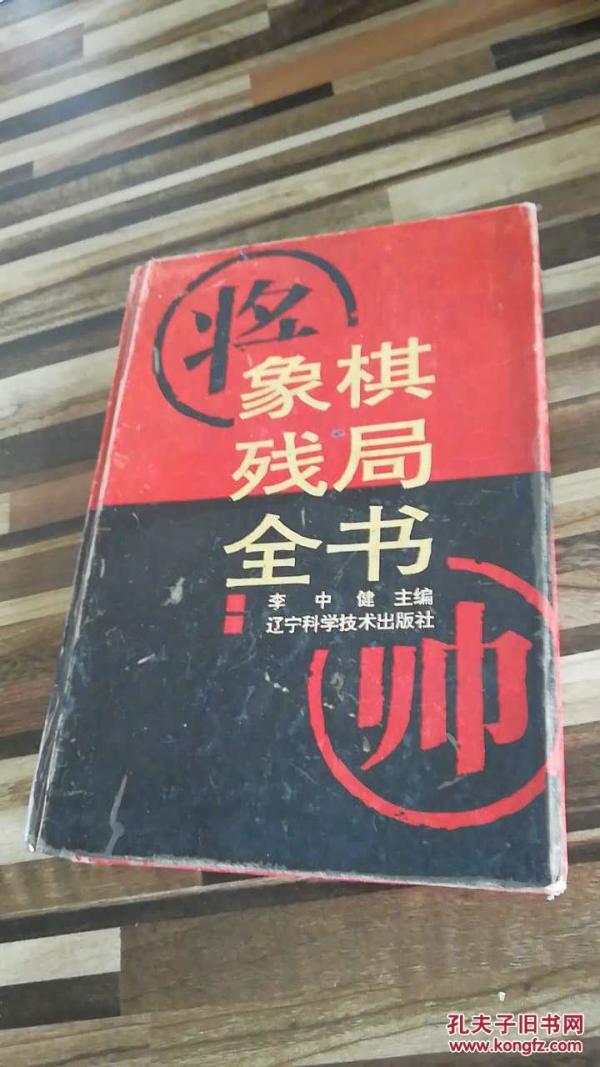 将
象棋
残局
全书
李中健 主编
辽宁科学技术出版社
帅
孔夫子旧书网
www.kongfz.com